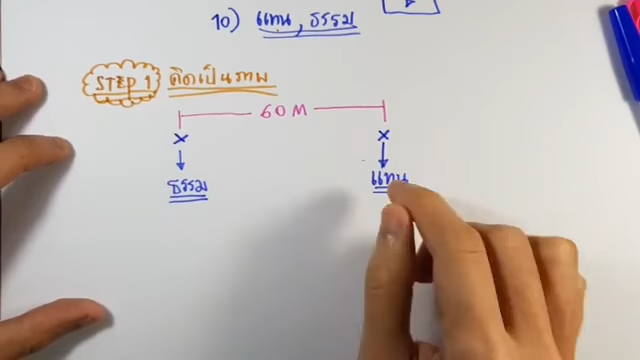 10) แทน, ธรรม
STEP 1 คิดเป็นภาพ
60 M
x x
ธรรม แทน